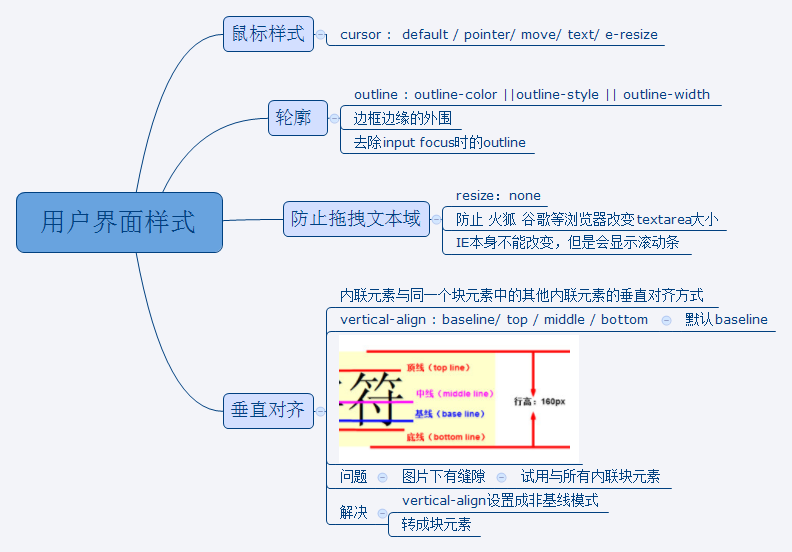 用户界面样式
鼠标样式
cursor： default / pointer/ move/ text/ e-resize
轮廓
outline : outline-color ||outline-style || outline-width
边框边缘的外围
去除input focus时的outline
防止拖拽文本域
resize：none
防止 火狐 谷歌等浏览器改变textarea大小
IE本身不能改变，但是会显示滚动条
垂直对齐
内联元素与同一个块元素中的其他内联元素的垂直对齐方式
vertical-align : baseline/ top / middle / bottom 默认baseline
顶线（top line）
中线（middle line）
基线（base line）
底线（bottom line）
符
行高：160px
问题 图片下有缝隙 试用与所有内联块元素
解决
vertical-align设置成非基线模式
转成块元素